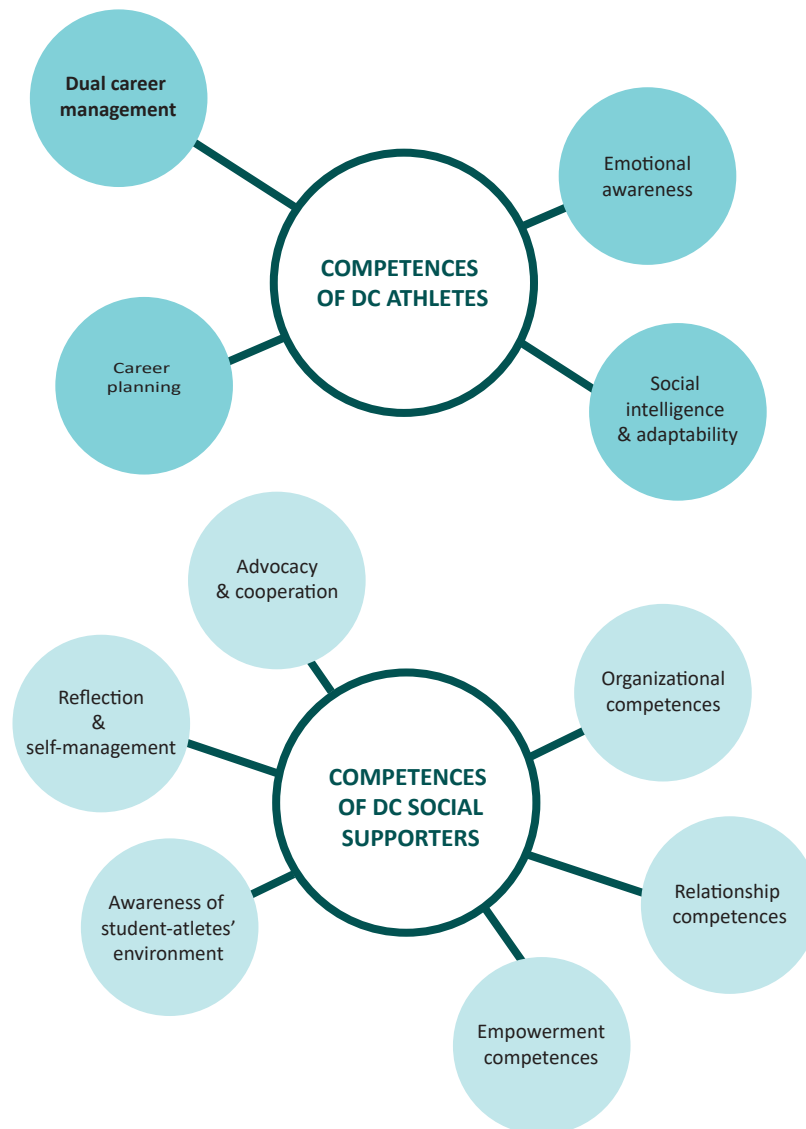 Dual career
management
Emotional
awareness
COMPETENCES
OF DC ATHLETES
Career
planning
Social
intelligence
& adaptability
Advocacy
& cooperation
Organizational
competences
Reflection
&
self-management
COMPETENCES
OF DC SOCIAL
SUPPORTERS
Relationship
competences
Awareness of
student-atletes’
environment
Empowerment
competences